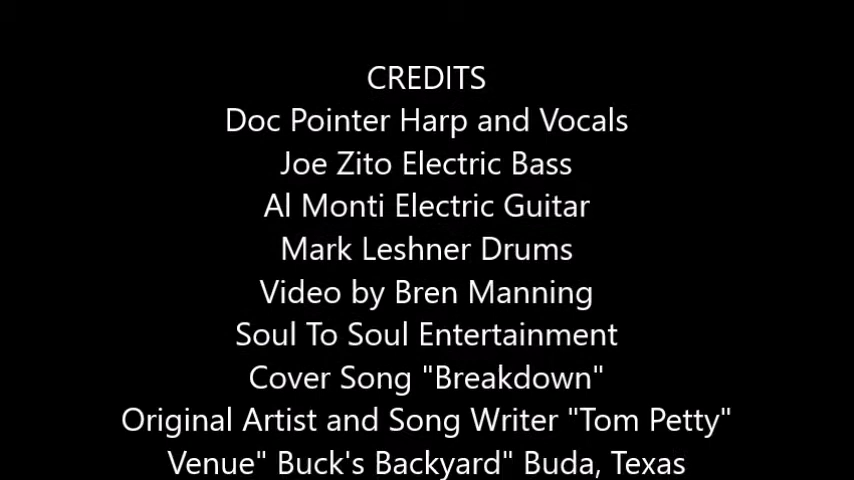 CREDITS
Doc Pointer Harp and Vocals
Joe Zito Electric Bass
Al Monti Electric Guitar
Mark Leshner Drums
Video by Bren Manning
Soul To Soul Entertainment
Cover Song "Breakdown"
Original Artist and Song Writer "Tom Petty"
Venue" Buck's Backyard" Buda, Texas